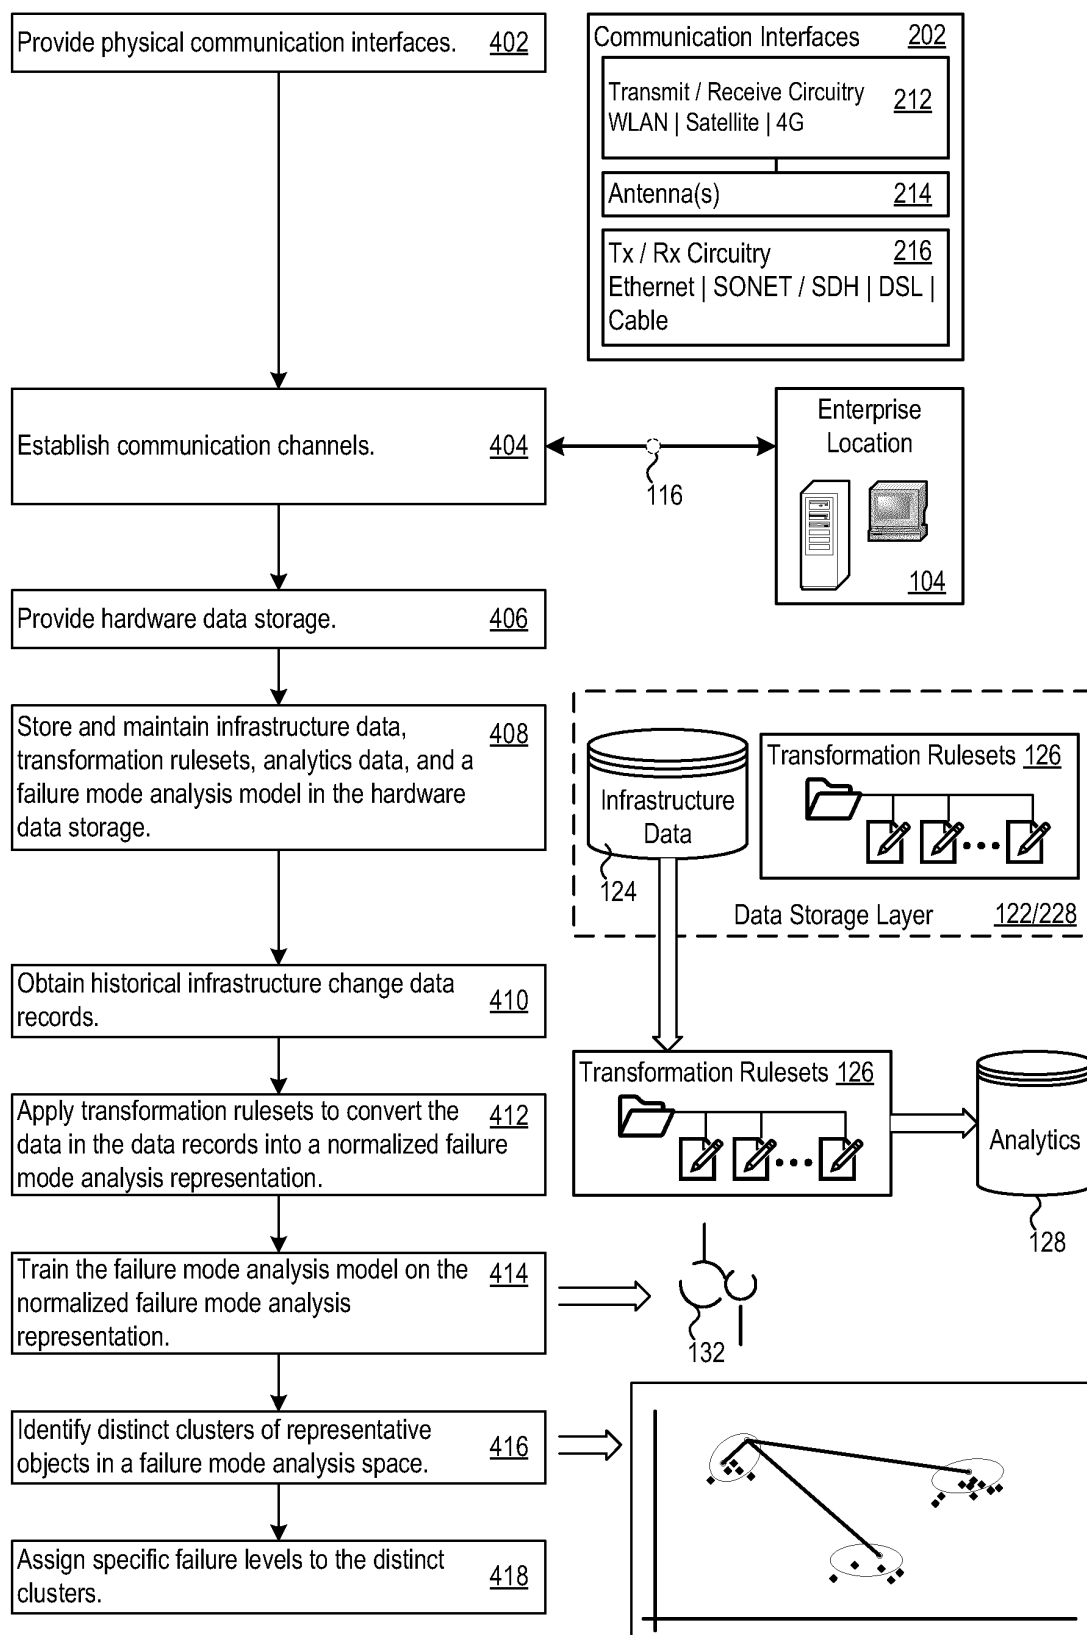 Provide physical communication interfaces. 402
Communication Interfaces 202
Transmit / Receive Circuitry 212
WLAN | Satellite | 4G
Antenna(s) 214
Tx / Rx Circuitry 216
Ethernet | SONET / SDH | DSL |
Cable
Establish communication channels. 404
116
Enterprise
Location
104
Provide hardware data storage. 406
Store and maintain infrastructure data, 408
transformation rulesets, analytics data, and a
failure mode analysis model in the hardware
data storage.
Infrastructure
Data
124
Transformation Rulesets 126
Data Storage Layer 122/228
Obtain historical infrastructure change data 410
records.
Apply transformation rulesets to convert the 412
data in the data records into a normalized failure
mode analysis representation.
Transformation Rulesets 126
Analytics
128
Train the failure mode analysis model on the 414
normalized failure mode analysis
representation.
132
Identify distinct clusters of representative 416
objects in a failure mode analysis space.
Assign specific failure levels to the distinct 418
clusters.